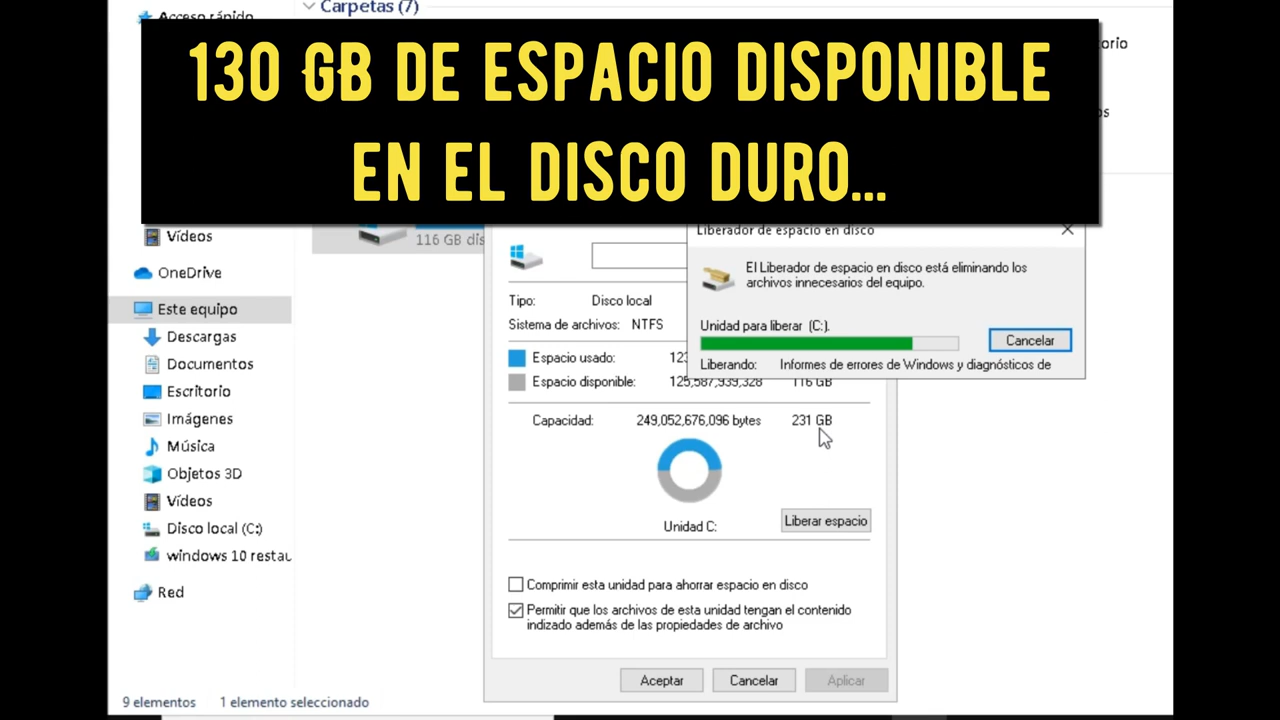 Carpetas (7)
Acceso rápido
130 GB DE ESPACIO DISPONIBLE
EN EL DISCO DURO...
Vídeos
116 GB dis
OneDrive
Este equipo
Descargas
Documentos
Escritorio
Imágenes
Música
Objetos 3D
Vídeos
Disco local (C:)
windows 10 restau
Red
9 elementos
1 elemento seleccionado
Tipo: Disco local
Sistema de archivos: NTFS
Espacio usado: 123
Espacio disponible: 125,587,939,328 116 GB
Capacidad: 249,052,676,096 bytes 231 GB
Unidad C:
Liberar espacio
Comprimir esta unidad para ahorrar espacio en disco
Permitir que los archivos de esta unidad tengan el contenido
indizado además de las propiedades de archivo
Aceptar
Cancelar
Aplicar
Liberador de espacio en disco
El Liberador de espacio en disco está eliminando los
archivos innecesarios del equipo.
Unidad para liberar (C:).
Cancelar
Liberando: Informes de errores de Windows y diagnósticos de